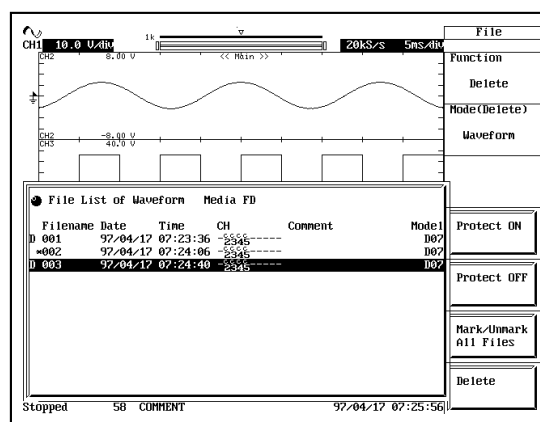 File
CH1 10.0 V/div 1k 20kS/s 5ms/div
CH2 8.00 V << Main >>
Function
Delete
Mode(Delete)
Waveform
CH2 -8.00 V
CH3 40.0 V
File List of Waveform Media FD
Filename Date Time CH Comment Model
D 001 97/04/17 07:23:36 -2345----- D07
*002 97/04/17 07:24:06 -2345----- D07
D 003 97/04/17 07:24:40 -2345----- D07
Protect ON
Protect OFF
Mark/Unmark
All Files
Delete
Stopped 58 COMMENT 97/04/17 07:25:56